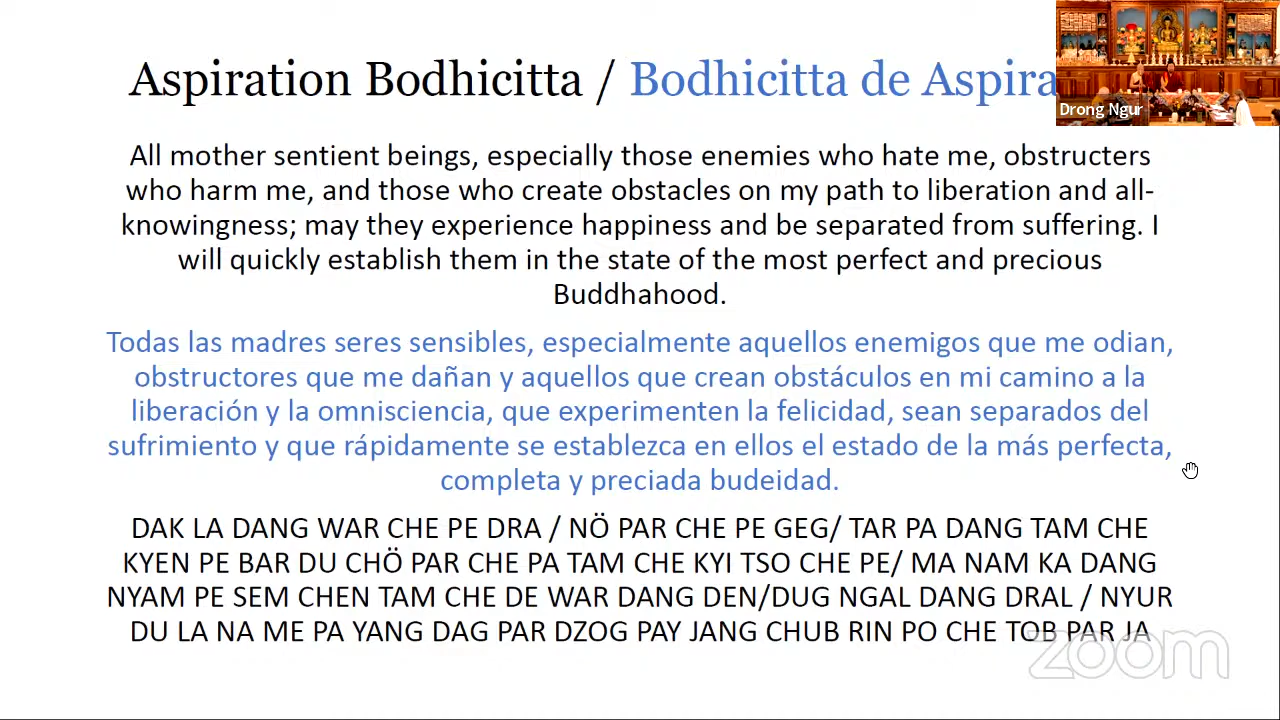 Aspiration Bodhicitta / Bodhicitta de Aspira
Drong Ngur
All mother sentient beings, especially those enemies who hate me, obstructers
who harm me, and those who create obstacles on my path to liberation and all-
knowingness; may they experience happiness and be separated from suffering. I
will quickly establish them in the state of the most perfect and precious
Buddhahood.
Todas las madres seres sensibles, especialmente aquellos enemigos que me odian,
obstructores que me dañan y aquellos que crean obstáculos en mi camino a la
liberación y la omnisciencia, que experimenten la felicidad, sean separados del
sufrimiento y que rápidamente se establezca en ellos el estado de la más perfecta,
completa y preciada budeidad.
DAK LA DANG WAR CHE PE DRA / NÖ PAR CHE PE GEG/ TAR PA DANG TAM CHE
KYEN PE BAR DU CHÖ PAR CHE PA TAM CHE KYI TSO CHE PE/ MA NAM KA DANG
NYAM PE SEM CHEN TAM CHE DE WAR DANG DEN/DUG NGAL DANG DRAL / NYUR
DU LA NA ME PA YANG DAG PAR DZOG PAY JANG CHUB RIN PO CHE TOB PAR JA
zoom